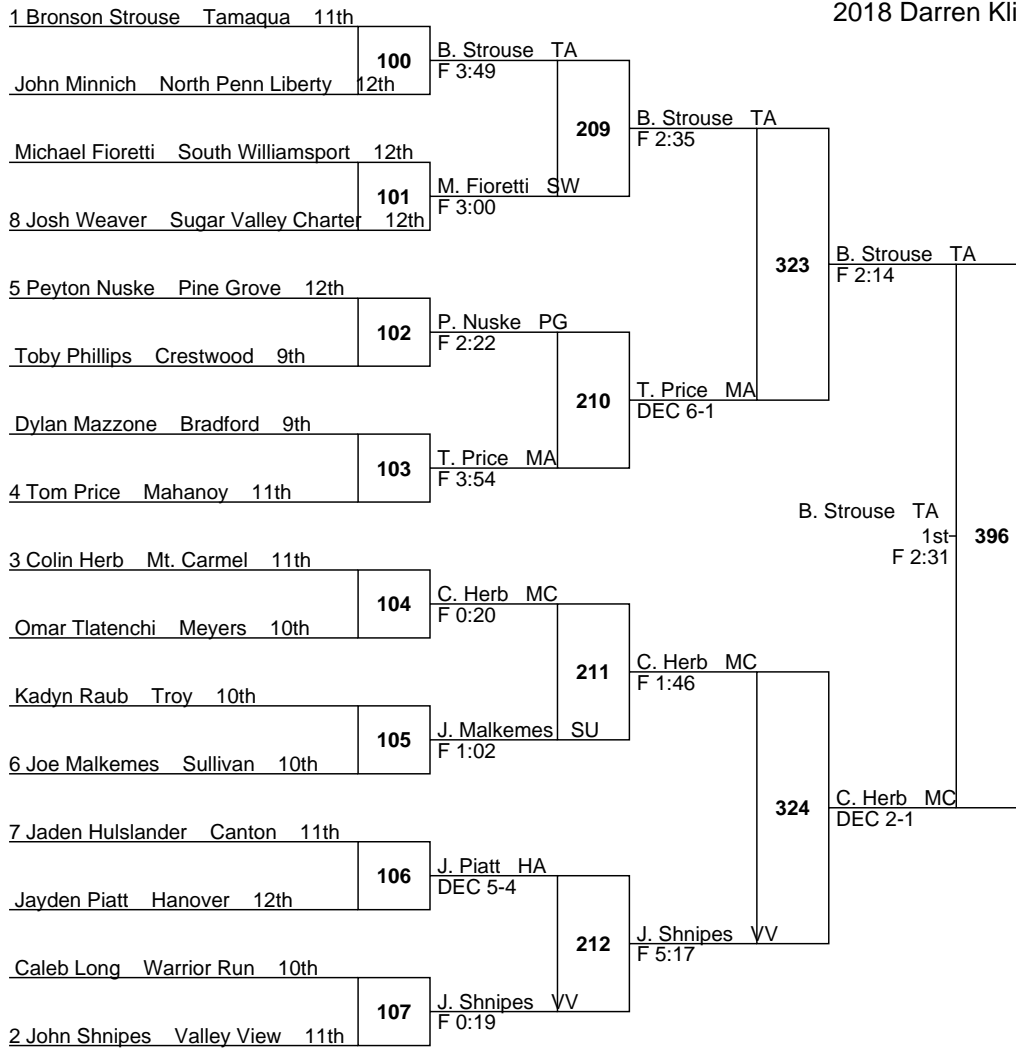 2018 Darren Kli
1 Bronson Strouse Tamaqua 11th
100
B. Strouse TA
F 3:49
John Minnich North Penn Liberty 12th
209
B. Strouse TA
F 2:35
Michael Fioretti South Williamsport 12th
101
M. Fioretti SW
F 3:00
8 Josh Weaver Sugar Valley Charter 12th
323
B. Strouse TA
F 2:14
5 Peyton Nuske Pine Grove 12th
102
P. Nuske PG
F 2:22
Toby Phillips Crestwood 9th
210
T. Price MA
DEC 6-1
Dylan Mazzone Bradford 9th
103
T. Price MA
F 3:54
4 Tom Price Mahanoy 11th
B. Strouse TA
1st
F 2:31
396
3 Colin Herb Mt. Carmel 11th
104
C. Herb MC
F 0:20
Omar Tlatenchi Meyers 10th
211
C. Herb MC
F 1:46
Kadyn Raub Troy 10th
105
J. Malkemes SU
F 1:02
6 Joe Malkemes Sullivan 10th
324
C. Herb MC
DEC 2-1
7 Jaden Hulslander Canton 11th
106
J. Piatt HA
DEC 5-4
Jayden Piatt Hanover 12th
212
J. Shnipes VV
F 5:17
Caleb Long Warrior Run 10th
107
J. Shnipes VV
F 0:19
2 John Shnipes Valley View 11th